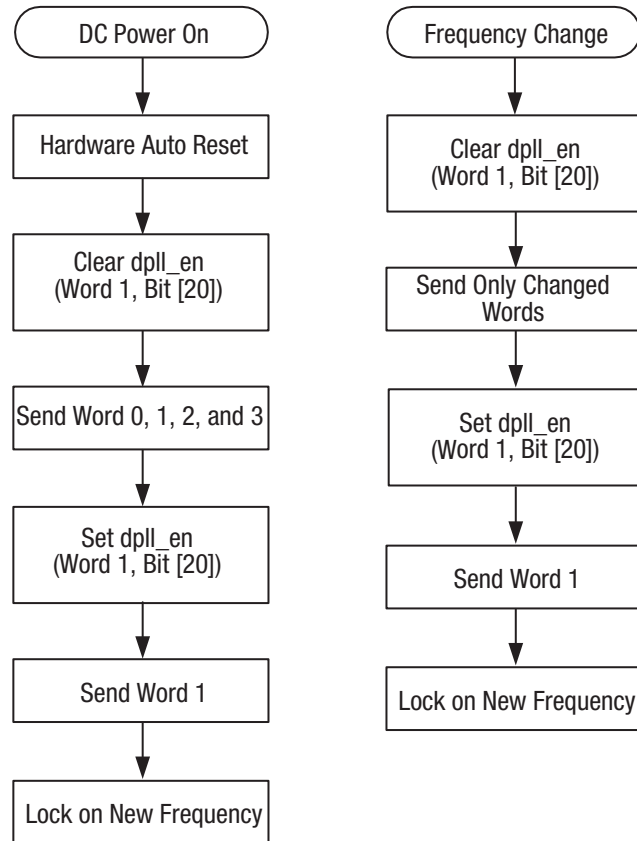 DC Power On
Hardware Auto Reset
Clear dpll_en
(Word 1, Bit [20])
Send Word 0, 1, 2, and 3
Set dpll_en
(Word 1, Bit [20])
Send Word 1
Lock on New Frequency
Frequency Change
Clear dpll_en
(Word 1, Bit [20])
Send Only Changed
Words
Set dpll_en
(Word 1, Bit [20])
Send Word 1
Lock on New Frequency